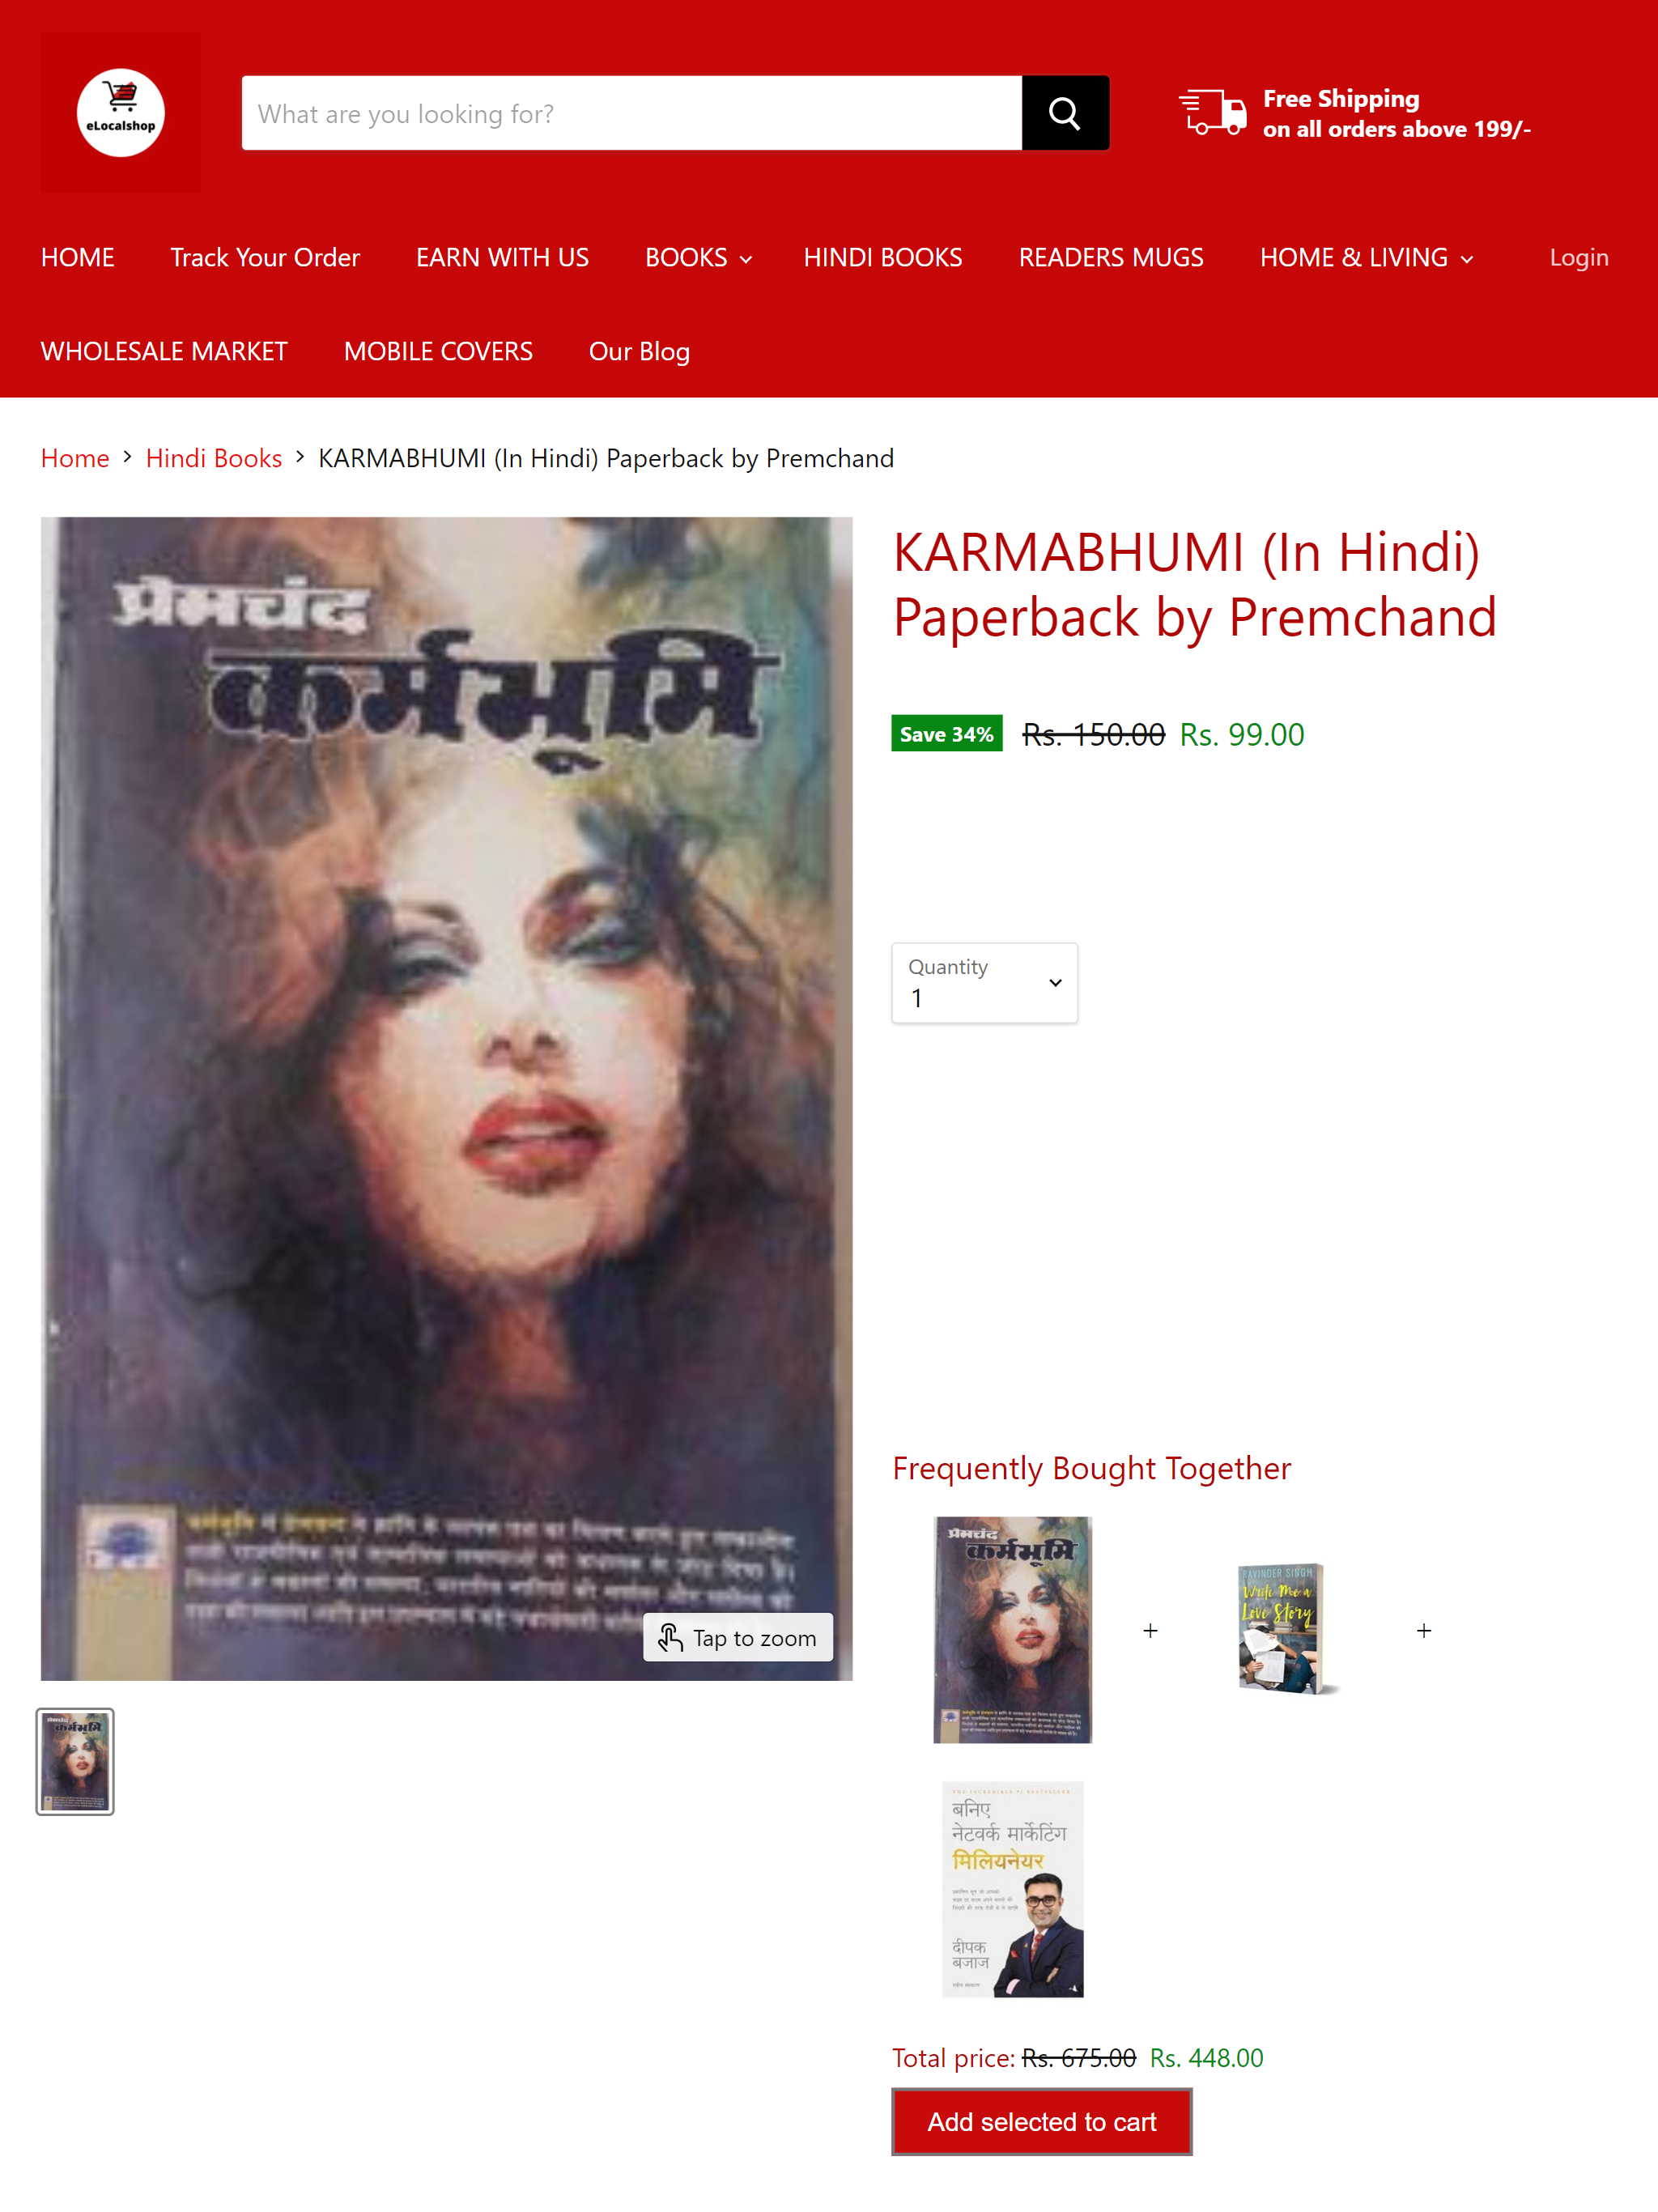 eLocalshop
What are you looking for?
Free Shipping
on all orders above 199/-
HOME
Track Your Order
EARN WITH US
BOOKS
HINDI BOOKS
READERS MUGS
HOME & LIVING
Login
WHOLESALE MARKET
MOBILE COVERS
Our Blog
Home > Hindi Books > KARMABHUMI (In Hindi) Paperback by Premchand
प्रेमचंद
कर्मभूमि
Tap to zoom
KARMABHUMI (In Hindi)
Paperback by Premchand
Save 34% Rs. 150.00 Rs. 99.00
Quantity
1
Frequently Bought Together
प्रेमचंद
कर्मभूमि
+
RAVINDER SINGH
Write Me a
Love Story
+
THE INCREDIBLE #1 BESTSELLER
बनिए
नेटवर्क मार्केटिंग
मिलियनेयर
दीपक
बजाज
Total price: Rs. 675.00 Rs. 448.00
Add selected to cart